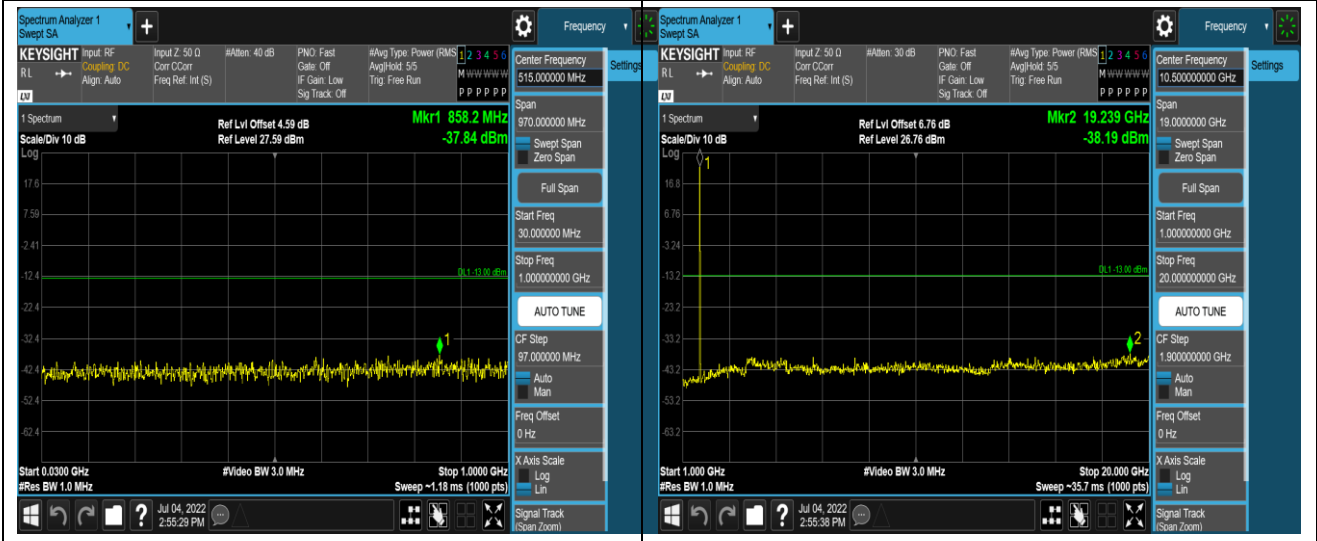 Spectrum Analyzer 1
Swept SA
+
Frequency
KEYSIGHT
RL
LXI
Input: RF
Coupling: DC
Align: Auto
Input Z: 50 Ω
Corr CCorr
Freq Ref: Int (S)
#Atten: 40 dB
PNO: Fast
Gate: Off
IF Gain: Low
Sig Track: Off
#Avg Type: Power (RMS
Avg|Hold: 5/5
Trig: Free Run
1 2 3 4 5 6
M W W W W W
P P P P P P
Center Frequency
515.000000 MHz
Settings
1 Spectrum
Scale/Div 10 dB
Log
Ref Lvl Offset 4.59 dB
Ref Level 27.59 dBm
Mkr1 858.2 MHz
-37.84 dBm
17.6
7.59
-2.41
-12.4
-22.4
-32.4
-42.4
-52.4
-62.4
DL1 -13.00 dBm
1
Start 0.0300 GHz
#Res BW 1.0 MHz
#Video BW 3.0 MHz
Stop 1.0000 GHz
Sweep ~1.18 ms (1000 pts)
Span
970.000000 MHz
Swept Span
Zero Span
Full Span
Start Freq
30.000000 MHz
Stop Freq
1.000000000 GHz
AUTO TUNE
CF Step
97.000000 MHz
Auto
Man
Freq Offset
0 Hz
X Axis Scale
Log
Lin
Signal Track
(Span Zoom)
?
Jul 04, 2022
2:55:29 PM
Spectrum Analyzer 1
Swept SA
+
Frequency
KEYSIGHT
RL
LXI
Input: RF
Coupling: DC
Align: Auto
Input Z: 50 Ω
Corr CCorr
Freq Ref: Int (S)
#Atten: 30 dB
PNO: Fast
Gate: Off
IF Gain: Low
Sig Track: Off
#Avg Type: Power (RMS
Avg|Hold: 5/5
Trig: Free Run
1 2 3 4 5 6
M W W W W W
P P P P P P
Center Frequency
10.500000000 GHz
Settings
1 Spectrum
Scale/Div 10 dB
Log
Ref Lvl Offset 6.76 dB
Ref Level 26.76 dBm
Mkr2 19.239 GHz
-38.19 dBm
1
16.8
6.76
-3.24
-13.2
-23.2
-33.2
-43.2
-53.2
-63.2
DL1 -13.00 dBm
2
Start 1.000 GHz
#Res BW 1.0 MHz
#Video BW 3.0 MHz
Stop 20.000 GHz
Sweep ~35.7 ms (1000 pts)
Span
19.0000000 GHz
Swept Span
Zero Span
Full Span
Start Freq
1.000000000 GHz
Stop Freq
20.000000000 GHz
AUTO TUNE
CF Step
1.900000000 GHz
Auto
Man
Freq Offset
0 Hz
X Axis Scale
Log
Lin
Signal Track
(Span Zoom)
?
Jul 04, 2022
2:55:38 PM